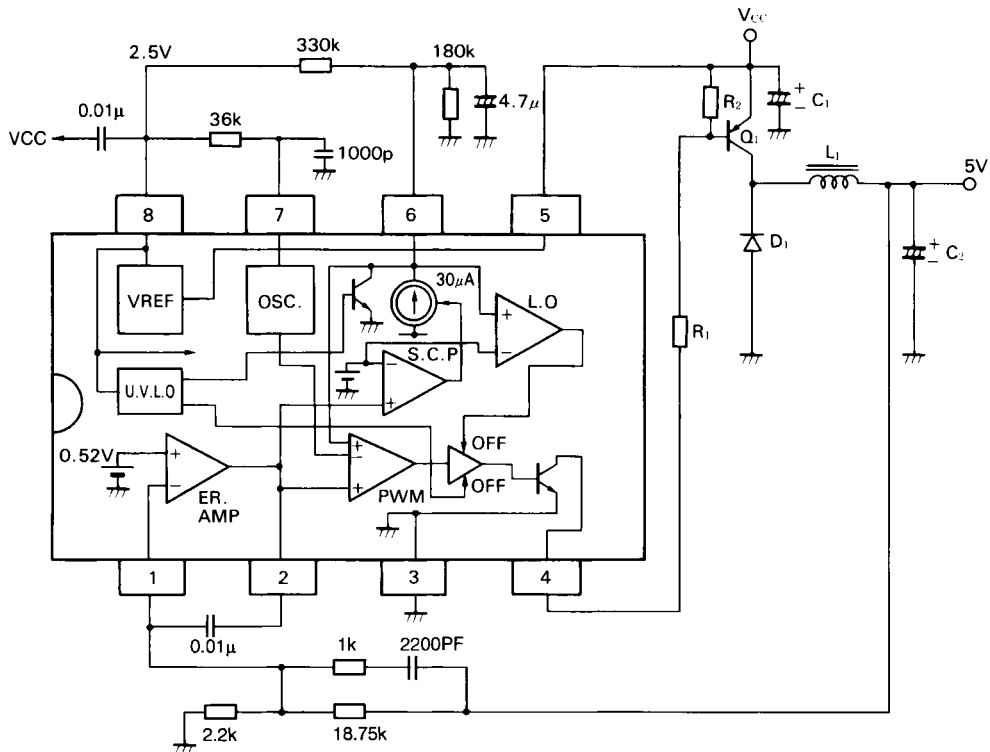 VCC
2.5V
330k
180k
0.01μ
4.7μ
R2
+
−
C1
VCC
36k
Q1
1000p
L1
5V
8
7
6
5
D1
+
−
C2
30μA
VREF
OSC.
L.O
+
−
R1
S.C.P
−
+
U.V.L.O
0.52V
+
−
ER.
AMP
+
−
+
PWM
OFF
OFF
1
2
3
4
0.01μ
1k
2200PF
2.2k
18.75k